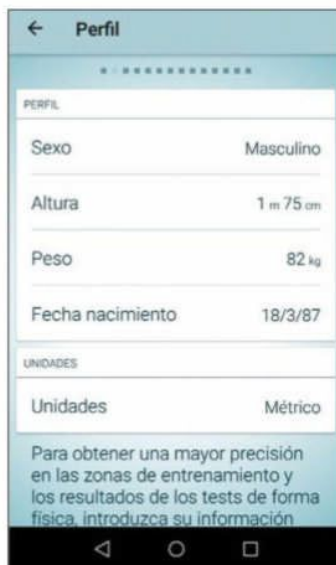 Perfil
PERFIL
Sexo Masculino
Altura 1 m 75 cm
Peso 82 kg
Fecha nacimiento 18/3/87
UNIDADES
Unidades Métrico
Para obtener una mayor precisión
en las zonas de entrenamiento y
los resultados de los tests de forma
física, introduzca su información